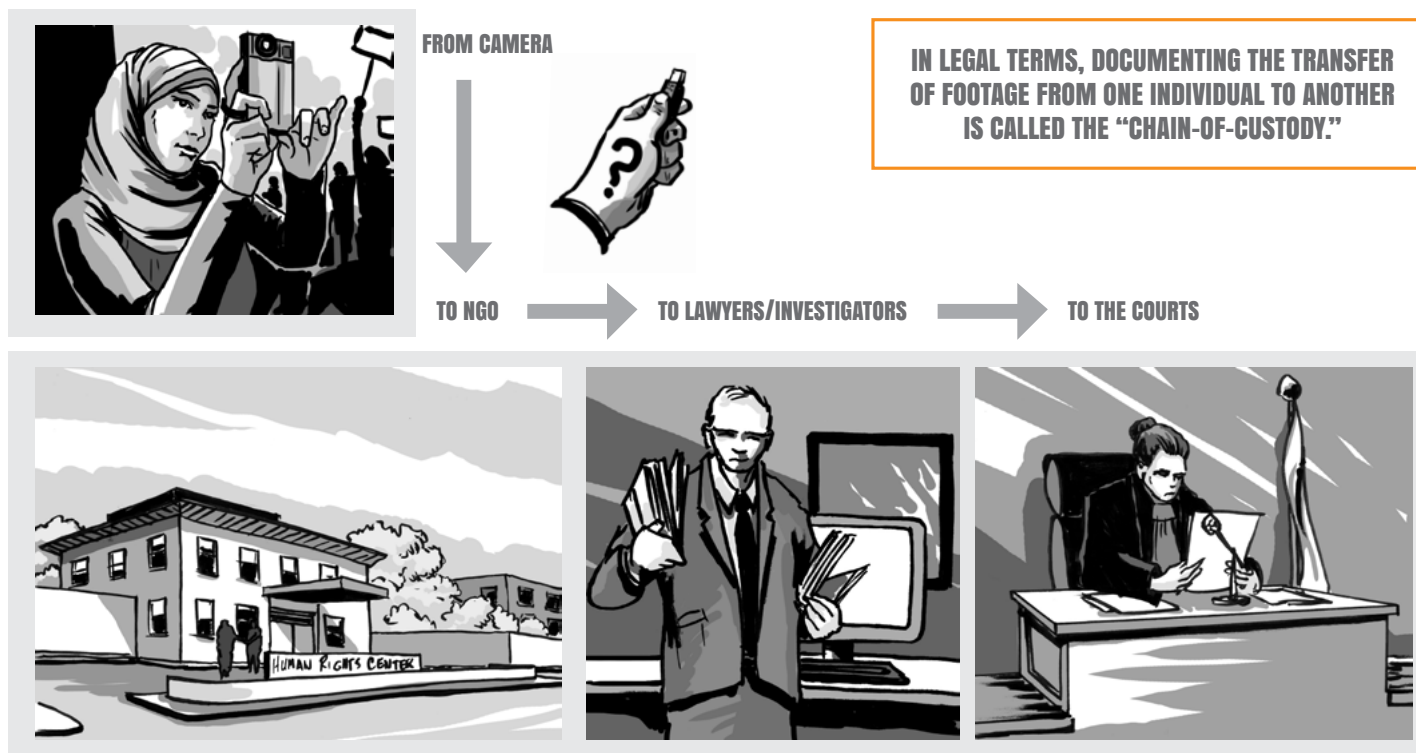 FROM CAMERA
?
IN LEGAL TERMS, DOCUMENTING THE TRANSFER
OF FOOTAGE FROM ONE INDIVIDUAL TO ANOTHER
IS CALLED THE “CHAIN-OF-CUSTODY.”
TO NGO
TO LAWYERS/INVESTIGATORS
TO THE COURTS
HUMAN RIGHTS CENTER